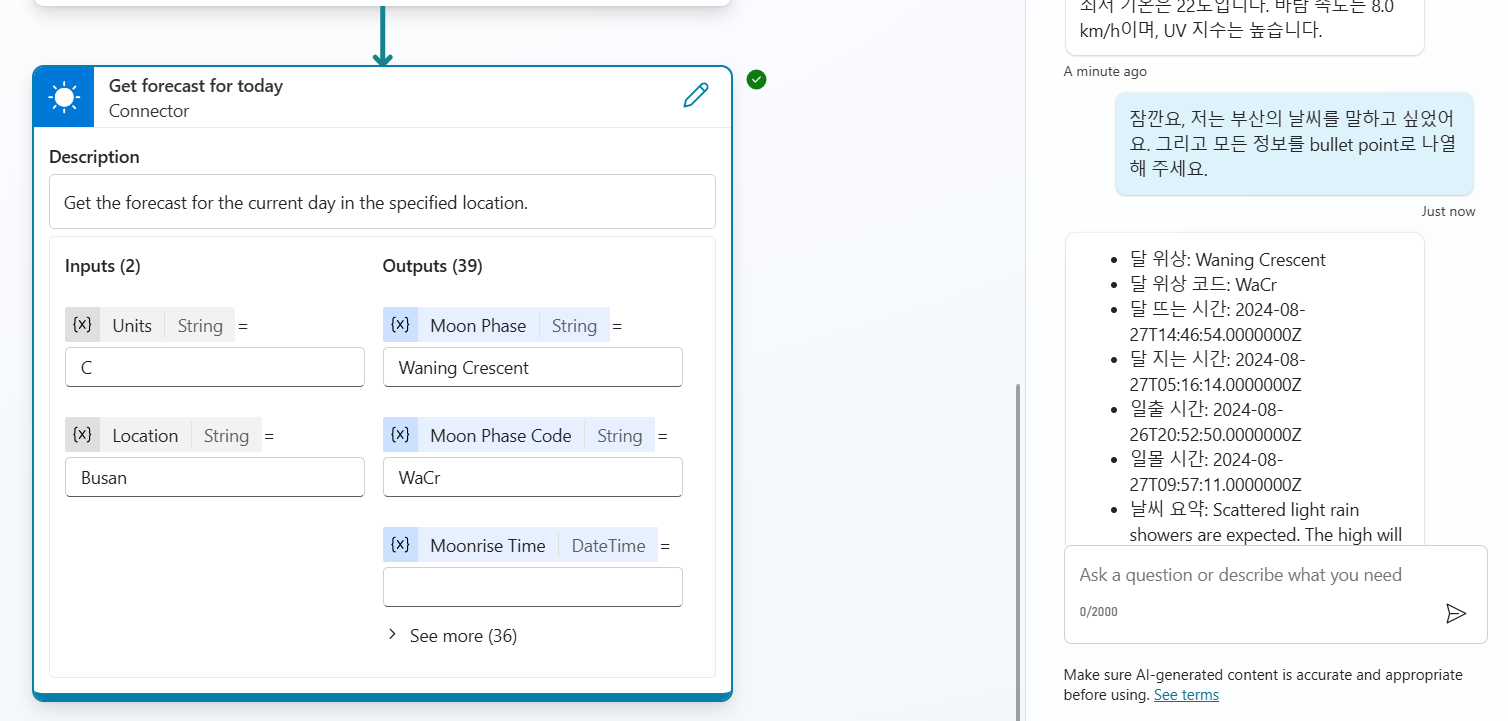 Get forecast for today
Connector
Description
Get the forecast for the current day in the specified location.
Inputs (2)
Outputs (39)
{x} Units String =
C
{x} Location String =
Busan
{x} Moon Phase String =
Waning Crescent
{x} Moon Phase Code String =
WaCr
{x} Moonrise Time DateTime =
See more (36)
최저 기온은 22도입니다. 바람 속도는 8.0
km/h이며, UV 지수는 높습니다.
A minute ago
잠깐요, 저는 부산의 날씨를 말하고 싶었어
요. 그리고 모든 정보를 bullet point로 나열
해 주세요.
Just now
• 달 위상: Waning Crescent
• 달 위상 코드: WaCr
• 달 뜨는 시간: 2024-08-
27T14:46:54.0000000Z
• 달 지는 시간: 2024-08-
27T05:16:14.0000000Z
• 일출 시간: 2024-08-
26T20:52:50.0000000Z
• 일몰 시간: 2024-08-
27T09:57:11.0000000Z
• 날씨 요약: Scattered light rain
showers are expected. The high will
Ask a question or describe what you need
0/2000
Make sure AI-generated content is accurate and appropriate
before using. See terms